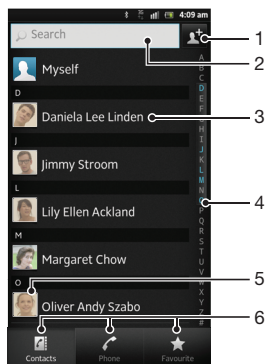 4:09 am
Search
1
2
Myself
D
Daniela Lee Linden
3
J
Jimmy Stroom
L
Lily Ellen Ackland
4
M
Margaret Chow
O
5
Oliver Andy Szabo
6
Contacts
Phone
Favourite
A
B
C
D
E
F
G
H
I
J
K
L
M
N
O
P
Q
R
S
T
U
V
W
X
Y
Z
#